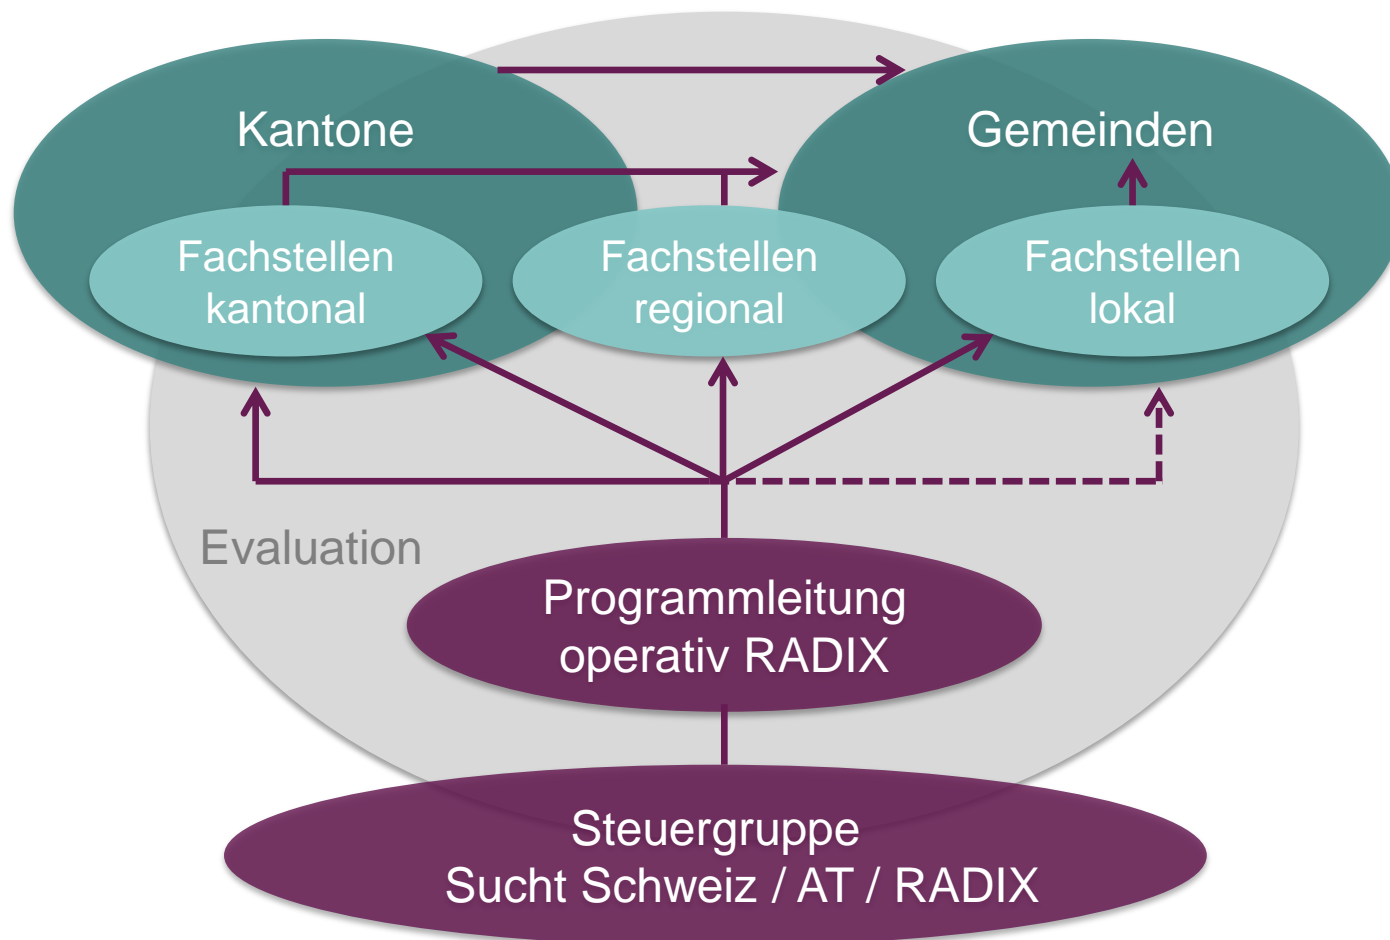 Kantone
Gemeinden
Fachstellen
kantonal
Fachstellen
regional
Fachstellen
lokal
Evaluation
Programmleitung
operativ RADIX
Steuergruppe
Sucht Schweiz / AT / RADIX